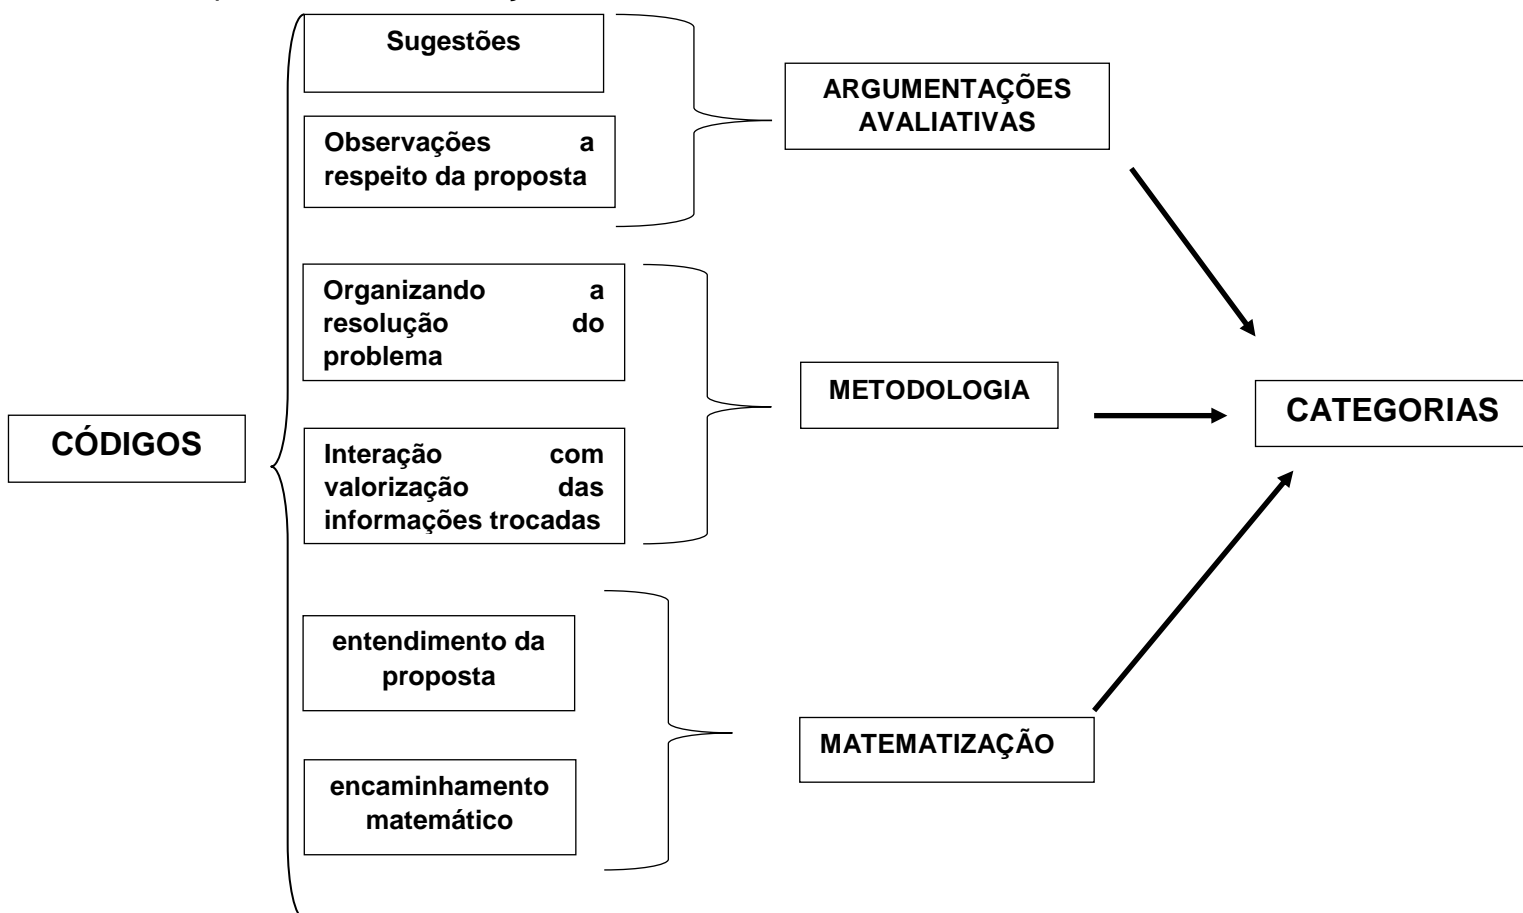 Sugestões
Observações a
respeito da proposta
ARGUMENTAÇÕES
AVALIATIVAS
Organizando a
resolução do
problema
Interação com
valorização das
informações trocadas
METODOLOGIA
CATEGORIAS
CÓDIGOS
entendimento da
proposta
encaminhamento
matemático
MATEMATIZAÇÃO